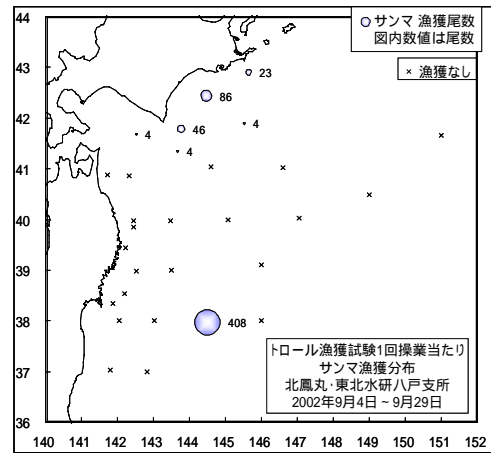 サンマ 漁獲尾数
図内数値は尾数
× 漁獲なし
44
43
42
41
40
39
38
37
36
23
86
46
4
4
4
408
トロール漁獲試験1回操業当たり
サンマ漁獲分布
北鳳丸・東北水研八戸支所
2002年9月4日～9月29日
140 141 142 143 144 145 146 147 148 149 150 151 152